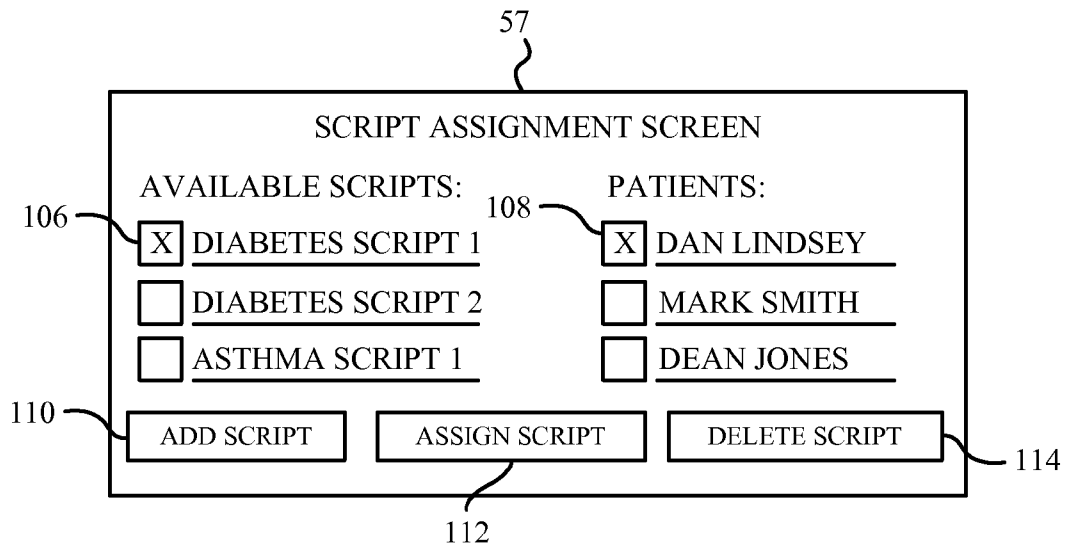 57
SCRIPT ASSIGNMENT SCREEN
AVAILABLE SCRIPTS: PATIENTS:
106 108
X DIABETES SCRIPT 1 X DAN LINDSEY
DIABETES SCRIPT 2 MARK SMITH
ASTHMA SCRIPT 1 DEAN JONES
110 ADD SCRIPT ASSIGN SCRIPT DELETE SCRIPT 114
112